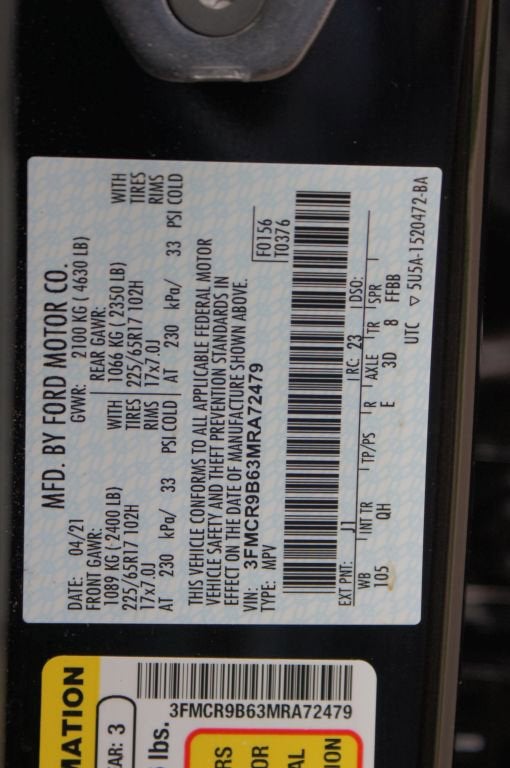 MFD. BY FORD MOTOR CO.
DATE: 04/21 GVWR: 2100 KG ( 4630 LB)
FRONT GAWR: REAR GAWR:
1089 KG ( 2400 LB) WITH 1066 KG ( 2350 LB) WITH
225/65R17 102H TIRES 225/65R17 102H TIRES
17x7.0J RIMS 17x7.0J RIMS
AT 230 kPa/ 33 PSI COLD AT 230 kPa/ 33 PSI COLD
THIS VEHICLE CONFORMS TO ALL APPLICABLE FEDERAL MOTOR
VEHICLE SAFETY AND THEFT PREVENTION STANDARDS IN
EFFECT ON THE DATE OF MANUFACTURE SHOWN ABOVE.
VIN: 3FMCR9B63MRA72479 F0156
TYPE: MPV T0376
EXT PNT: J1 RC: 23 DSO:
WB INT TR TP/PS R AXLE TR SPR
105 QH E 3D 8 FFBB
UTC ▽ 5U5A-1520472-BA
MATION
AR: 3
3FMCR9B63MRA72479
lbs.
RS
OR
AL
ION